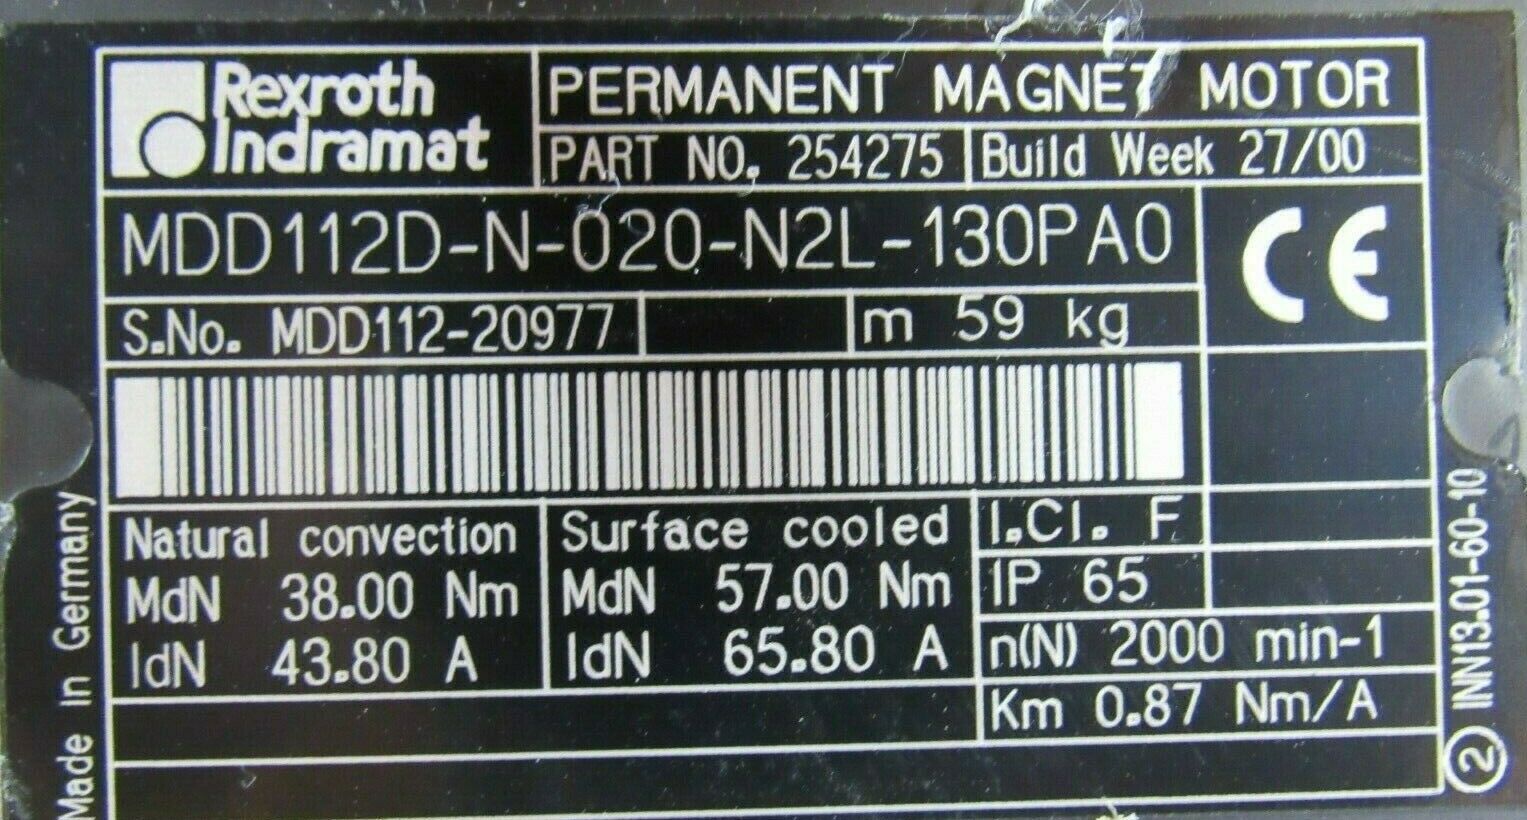 Rexroth
Indramat
PERMANENT MAGNET MOTOR
PART NO. 254275 Build Week 27/00
MDD112D-N-020-N2L-130PA0
CE
S.No. MDD112-20977 m 59 kg
Natural convection
MdN 38.00 Nm
IdN 43.80 A
Surface cooled
MdN 57.00 Nm
IdN 65.80 A
I.Cl. F
IP 65
n(N) 2000 min-1
Km 0.87 Nm/A
Made in Germany
2 INN13.01-60-10